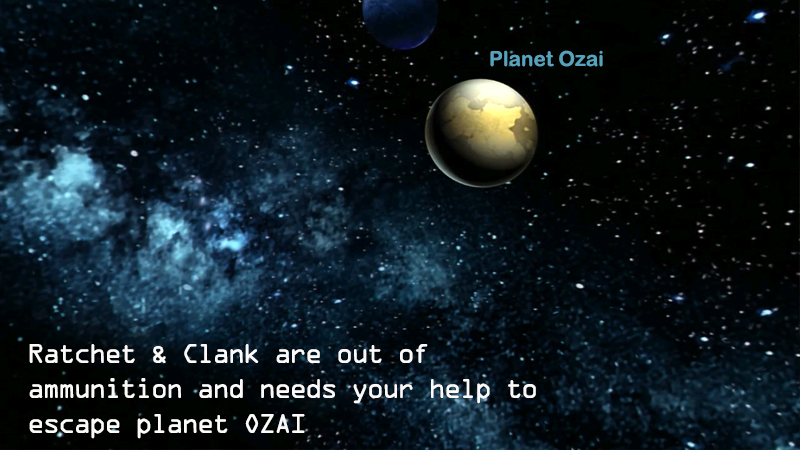 Planet Ozai
Ratchet & Clank are out of
ammunition and needs your help to
escape planet OZAI